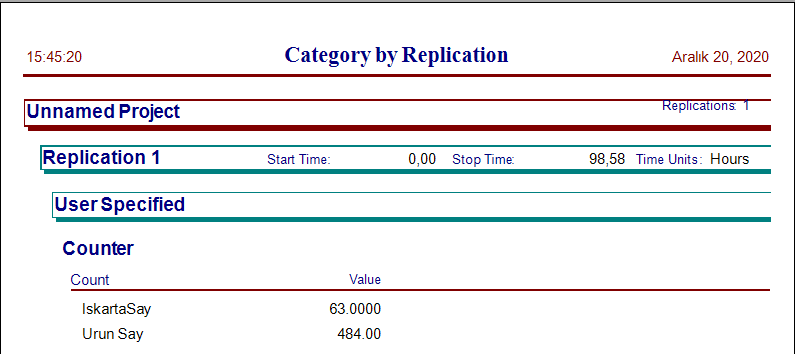 15:45:20 Category by Replication Aralık 20, 2020
Unnamed Project Replications: 1
Replication 1 Start Time: 0,00 Stop Time: 98,58 Time Units: Hours
User Specified
Counter
Count Value
IskartaSay 63.0000
Urun Say 484.00